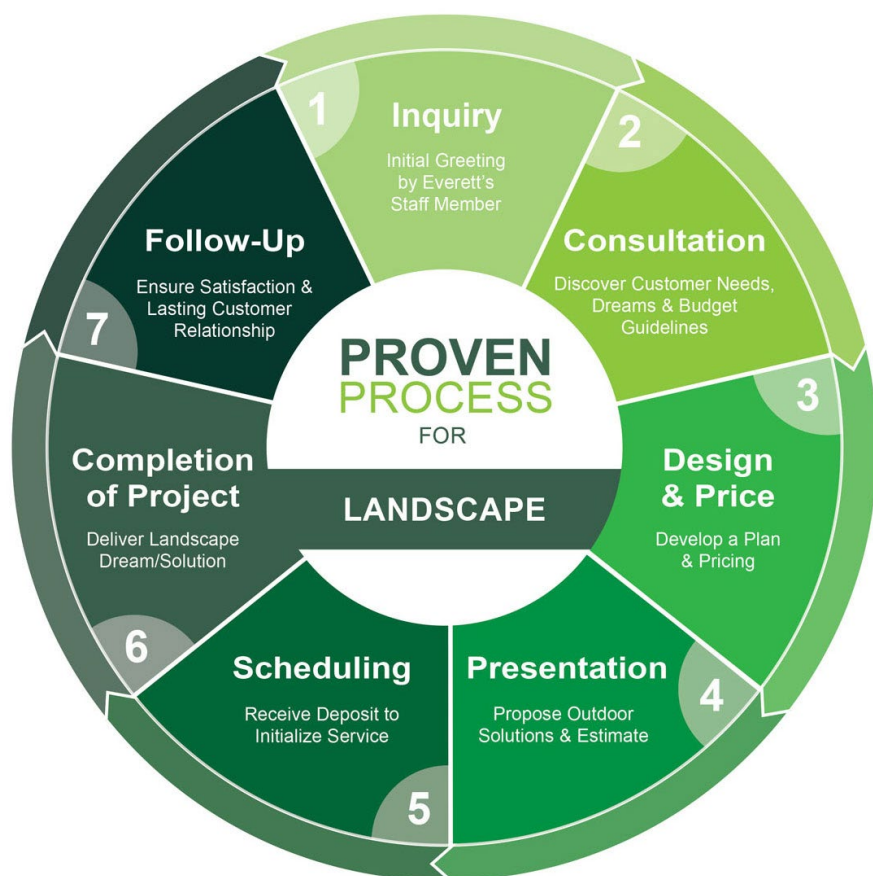 PROVEN
PROCESS
FOR
LANDSCAPE
1
Inquiry
Initial Greeting
by Everett's
Staff Member
2
Consultation
Discover Customer Needs,
Dreams & Budget
Guidelines
3
Design
& Price
Develop a Plan
& Pricing
4
Presentation
Propose Outdoor
Solutions & Estimate
5
Scheduling
Receive Deposit to
Initialize Service
6
Completion
of Project
Deliver Landscape
Dream/Solution
7
Follow-Up
Ensure Satisfaction &
Lasting Customer
Relationship